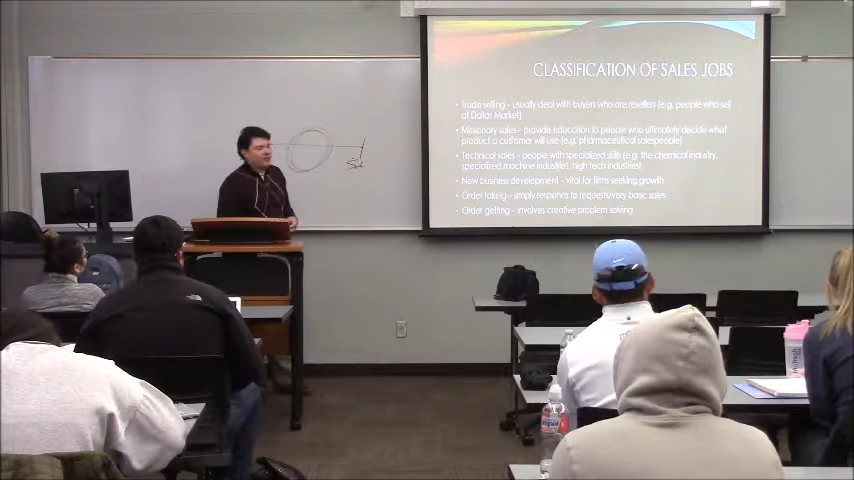 CLASSIFICATION OF SALES JOBS
• Trade selling – usually deal with buyers who are resellers (e.g. people who sell
at Dallas Market)
• Missionary sales – provide education to people who ultimately decide what
product a customer will use (e.g. pharmaceutical salespeople)
• Technical sales – people with specialized skills (e.g. the chemical industry,
specialized machine industries, high tech industries)
• New business development – vital for firms seeking growth
• Order taking – simply responds to requests/very basic sales
• Order getting – involves creative problem solving